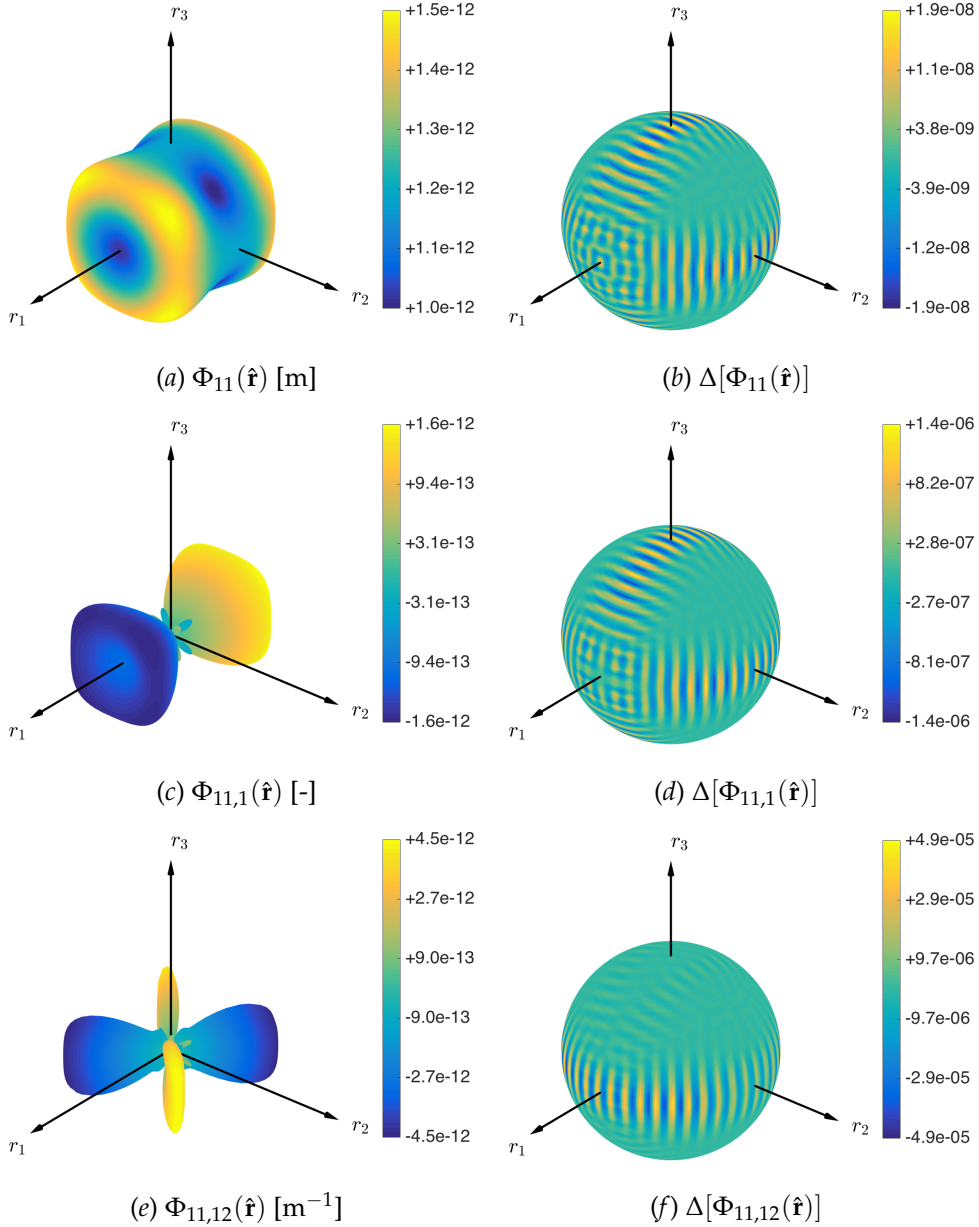 r₃
+1.5e-12
+1.4e-12
+1.3e-12
+1.2e-12
+1.1e-12
+1.0e-12
r₁
r₂
(a) Φ₁₁(r̂) [m]
r₃
+1.9e-08
+1.1e-08
+3.8e-09
-3.9e-09
-1.2e-08
-1.9e-08
r₁
r₂
(b) Δ[Φ₁₁(r̂)]
r₃
+1.6e-12
+9.4e-13
+3.1e-13
-3.1e-13
-9.4e-13
-1.6e-12
r₁
r₂
(c) Φ₁₁,₁(r̂) [-]
r₃
+1.4e-06
+8.2e-07
+2.8e-07
-2.7e-07
-8.1e-07
-1.4e-06
r₁
r₂
(d) Δ[Φ₁₁,₁(r̂)]
r₃
+4.5e-12
+2.7e-12
+9.0e-13
-9.0e-13
-2.7e-12
-4.5e-12
r₁
r₂
(e) Φ₁₁,₁₂(r̂) [m⁻¹]
r₃
+4.9e-05
+2.9e-05
+9.7e-06
-9.7e-06
-2.9e-05
-4.9e-05
r₁
r₂
(f) Δ[Φ₁₁,₁₂(r̂)]